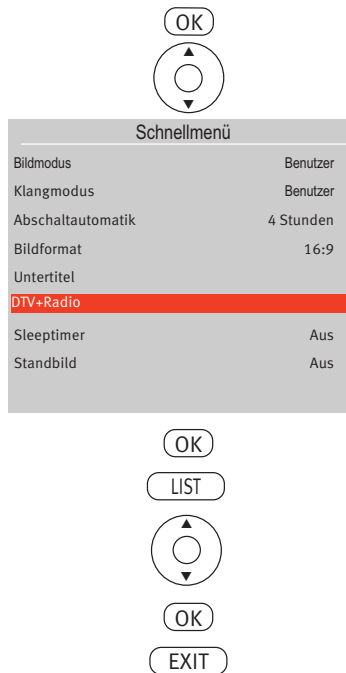 OK
Schnellmenü
Bildmodus Benutzer
Klangmodus Benutzer
Abschaltautomatik 4 Stunden
Bildformat 16:9
Untertitel
DTV+Radio
Sleeptimer Aus
Standbild Aus
OK
LIST
OK
EXIT